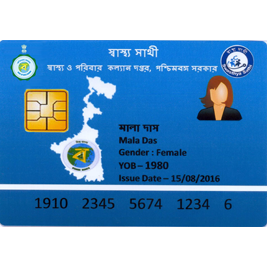 স্বাস্থ্য সাথী
স্বাস্থ্য ও পরিবার কল্যান দপ্তর, পশ্চিমবঙ্গ সরকার
মালা দাস
Mala Das
Gender : Female
YOB – 1980
Issue Date – 15/08/2016
1910 2345 5674 1234 6